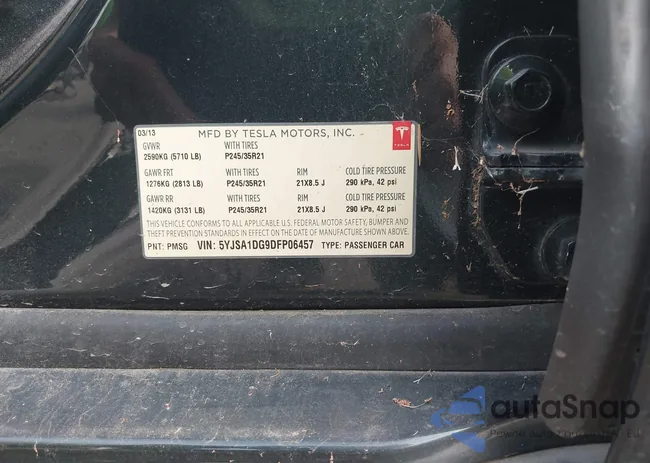 03/13 MFD BY TESLA MOTORS, INC.
TESLA
GVWR WITH TIRES
2590KG (5710 LB) P245/35R21
GAWR FRT WITH TIRES RIM COLD TIRE PRESSURE
1276KG (2813 LB) P245/35R21 21X8.5 J 290 kPa, 42 psi
GAWR RR WITH TIRES RIM COLD TIRE PRESSURE
1420KG (3131 LB) P245/35R21 21X8.5 J 290 kPa, 42 psi
THIS VEHICLE CONFORMS TO ALL APPLICABLE U.S. FEDERAL MOTOR SAFETY, BUMPER AND
THEFT PREVENTION STANDARDS IN EFFECT ON THE DATE OF MANUFACTURE SHOWN ABOVE.
PNT: PMSG VIN: 5YJSA1DG9DFP06457 TYPE: PASSENGER CAR
autoSnap